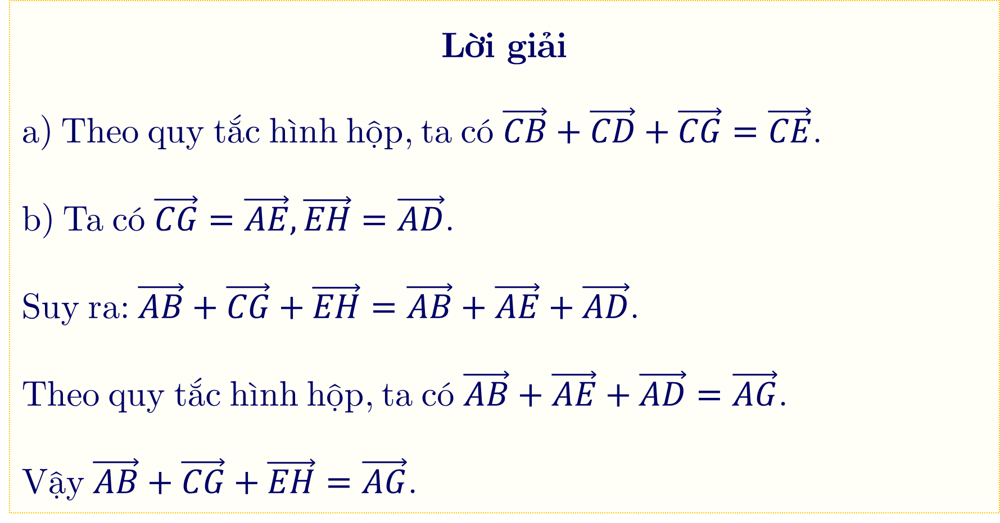 Lời giải
a) Theo quy tắc hình hộp, ta có $\overrightarrow{CB} + \overrightarrow{CD} + \overrightarrow{CG} = \overrightarrow{CE}$.
b) Ta có $\overrightarrow{CG} = \overrightarrow{AE}, \overrightarrow{EH} = \overrightarrow{AD}$.
Suy ra: $\overrightarrow{AB} + \overrightarrow{CG} + \overrightarrow{EH} = \overrightarrow{AB} + \overrightarrow{AE} + \overrightarrow{AD}$.
Theo quy tắc hình hộp, ta có $\overrightarrow{AB} + \overrightarrow{AE} + \overrightarrow{AD} = \overrightarrow{AG}$.
Vậy $\overrightarrow{AB} + \overrightarrow{CG} + \overrightarrow{EH} = \overrightarrow{AG}$.